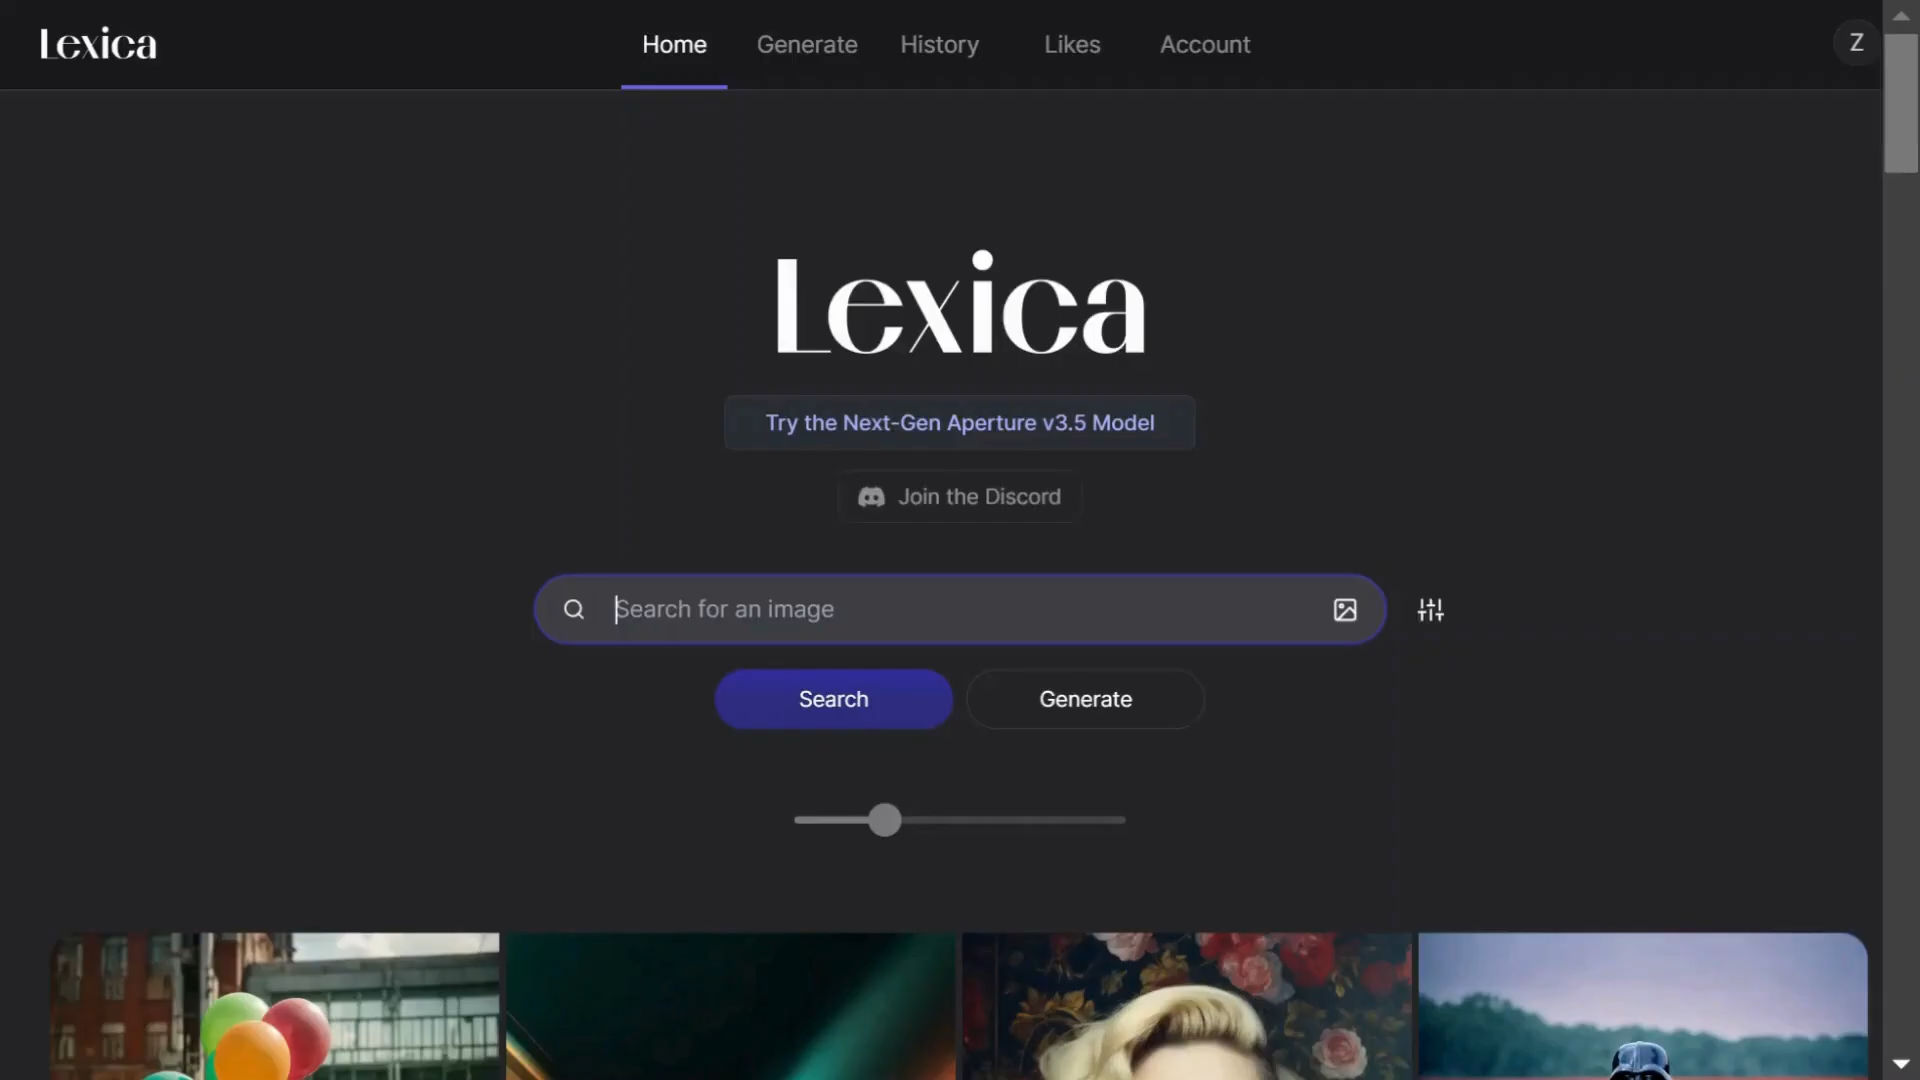 Lexica
Home Generate History Likes Account Z
Lexica
Try the Next-Gen Aperture v3.5 Model
Join the Discord
Search for an image
Search Generate